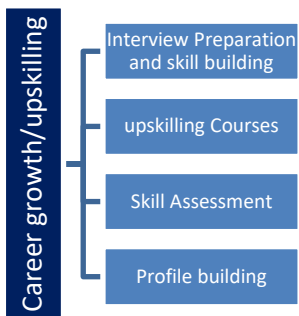 Career growth/upskilling
Interview Preparation
and skill building
upskilling Courses
Skill Assessment
Profile building